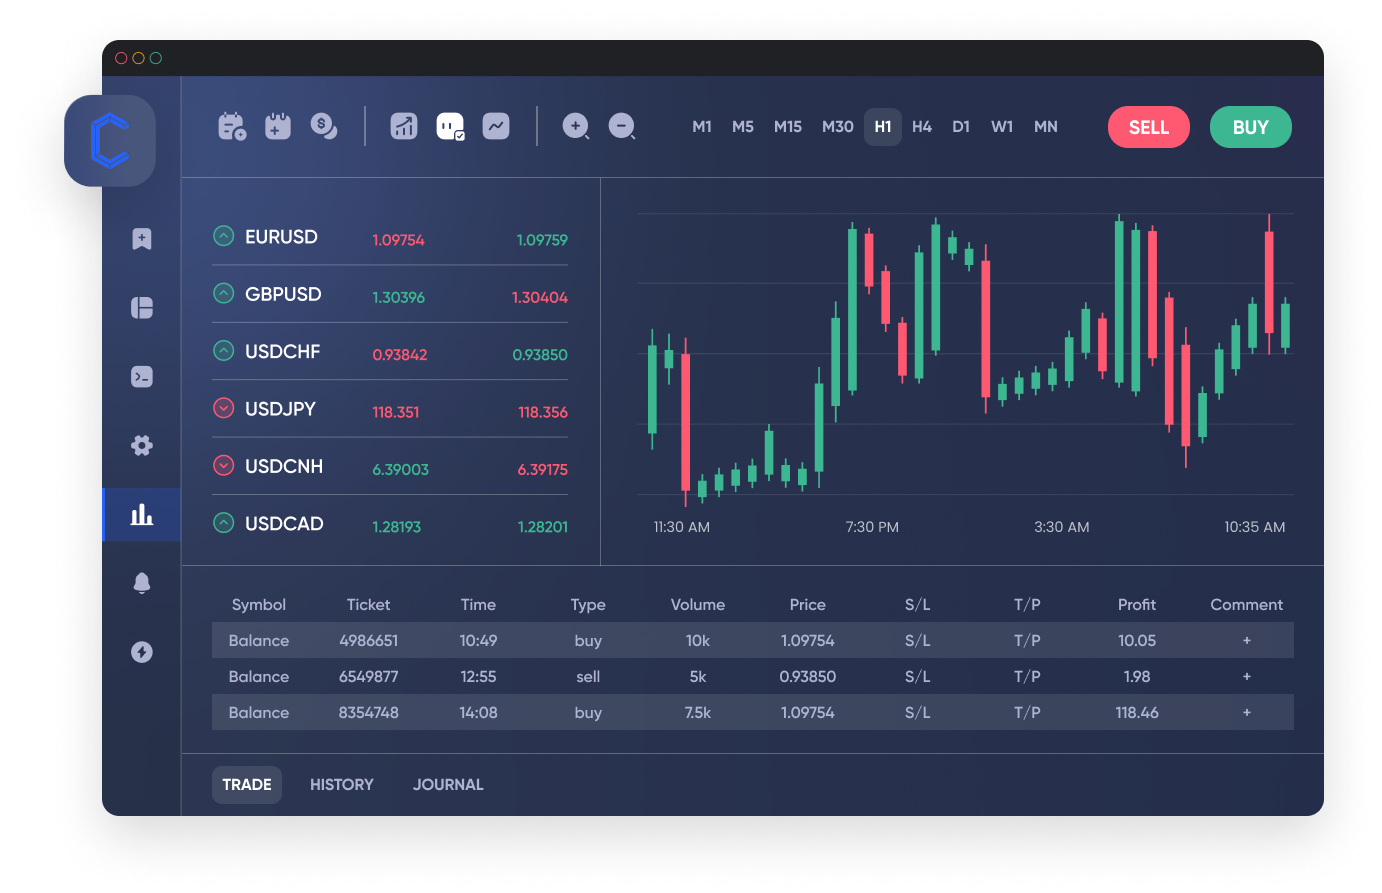 M1 M5 M15 M30 H1 H4 D1 W1 MN SELL BUY
EURUSD 1.09754 1.09759
GBPUSD 1.30396 1.30404
USDCHF 0.93842 0.93850
USDJPY 118.351 118.356
USDCNH 6.39003 6.39175
USDCAD 1.28193 1.28201
11:30 AM 7:30 PM 3:30 AM 10:35 AM
Symbol Ticket Time Type Volume Price S/L T/P Profit Comment
Balance 4986651 10:49 buy 10k 1.09754 S/L T/P 10.05 +
Balance 6549877 12:55 sell 5k 0.93850 S/L T/P 1.98 +
Balance 8354748 14:08 buy 7.5k 1.09754 S/L T/P 118.46 +
TRADE HISTORY JOURNAL